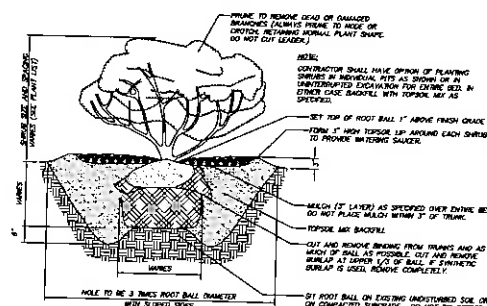 PRUNE TO REMOVE DEAD OR DAMAGED
BRANCHES (ALWAYS PRUNE TO NODE OR
CROTCH, RETAINING NORMAL PLANT SHAPE.
DO NOT CUT LEADER.)
NOTE:
CONTRACTOR SHALL HAVE OPTION OF PLANTING
SHRUBS IN INDIVIDUAL PITS AS SHOWN OR IN
UNINTERRUPTED EXCAVATION FOR ENTIRE BED. IN
EITHER CASE BACKFILL WITH TOPSOIL MIX AS
SPECIFIED.
SHRUB SIZE AND SPACING
VARIES (SEE PLANT LIST)
SET TOP OF ROOT BALL 1" ABOVE FINISH GRADE
FORM 3" HIGH TOPSOIL LIP AROUND EACH SHRUB
TO PROVIDE WATERING SAUCER.
3"
MULCH (3" LAYER) AS SPECIFIED OVER ENTIRE BED
DO NOT PLACE MULCH WITHIN 3" OF TRUNK.
TOPSOIL MIX BACKFILL
VARIES
CUT AND REMOVE BINDING FROM TRUNKS AND AS
MUCH OF BALL AS POSSIBLE. CUT AND REMOVE
BURLAP AT UPPER 1/3 OF BALL. IF SYNTHETIC
BURLAP IS USED, REMOVE COMPLETELY.
6"
VARIES
HOLE TO BE 3 TIMES ROOT BALL DIAMETER
WITH SLOPED SIDES
SIT ROOT BALL ON EXISTING UNDISTURBED SOIL OR
ON COMPACTED SUBGRADE. DO NOT